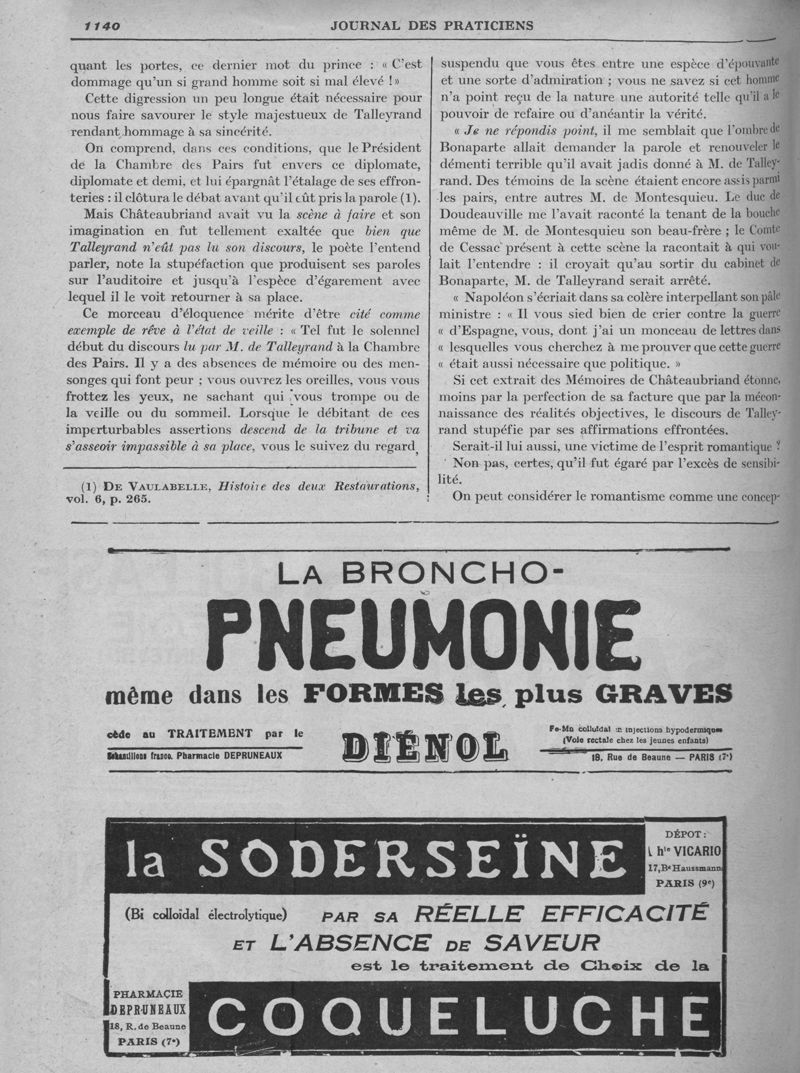 1140
JOURNAL DES PRATICIENS
quant les portes, ce dernier mot du prince : « C'est
dommage qu'un si grand homme soit si mal élevé ! »
Cette digression un peu longue était nécessaire pour
nous faire savourer le style majestueux de Talleyrand
rendant hommage à sa sincérité.
On comprend, dans ces conditions, que le Président
de la Chambre des Pairs fut envers ce diplomate,
diplomate et demi, et lui épargnât l'étalage de ses effron-
teries : il clôtura le débat avant qu'il eût pris la parole (1).
Mais Châteaubriand avait vu la scène à faire et son
imagination en fut tellement exaltée que bien que
Talleyrand n'eût pas lu son discours, le poète l'entend
parler, note la stupéfaction que produisent ses paroles
sur l'auditoire et jusqu'à l'espèce d'égarement avec
lequel il le voit retourner à sa place.
Ce morceau d'éloquence mérite d'être cité comme
exemple de rêve à l'état de veille : « Tel fut le solennel
début du discours lu par M. de Talleyrand à la Chambre
des Pairs. Il y a des absences de mémoire ou des men-
songes qui font peur ; vous ouvrez les oreilles, vous vous
frottez les yeux, ne sachant qui vous trompe ou de
la veille ou du sommeil. Lorsque le débitant de ces
imperturbables assertions descend de la tribune et va
s'asseoir impassible à sa place, vous le suivez du regard,
(1) DE VAULABELLE, Histoire des deux Restaurations,
vol. 6, p. 265.
suspendu que vous êtes entre une espèce d'épouvante
et une sorte d'admiration ; vous ne savez si cet homme
n'a point reçu de la nature une autorité telle qu'il a le
pouvoir de refaire ou d'anéantir la vérité.
« Je ne répondis point, il me semblait que l'ombre de
Bonaparte allait demander la parole et renouveler le
démenti terrible qu'il avait jadis donné à M. de Talley-
rand. Des témoins de la scène étaient encore assis parmi
les pairs, entre autres M. de Montesquieu. Le duc de
Doudeauville me l'avait raconté la tenant de la bouche
même de M. de Montesquieu son beau-frère ; le Comte
de Cessac présent à cette scène la racontait à qui vou-
lait l'entendre : il croyait qu'au sortir du cabinet de
Bonaparte, M. de Talleyrand serait arrêté.
« Napoléon s'écriait dans sa colère interpellant son pâle
ministre : « Il vous sied bien de crier contre la guerre
« d'Espagne, vous, dont j'ai un monceau de lettres dans
« lesquelles vous cherchez à me prouver que cette guerre
« était aussi nécessaire que politique. »
Si cet extrait des Mémoires de Châteaubriand étonne,
moins par la perfection de sa facture que par la mécon-
naissance des réalités objectives, le discours de Talley-
rand stupéfie par ses affirmations effrontées.
Serait-il lui aussi, une victime de l'esprit romantique ?
Non pas, certes, qu'il fut égaré par l'excès de sensibi-
lité.
On peut considérer le romantisme comme une concep-
LA BRONCHO-
PNEUMONIE
même dans les FORMES les plus GRAVES
cède au TRAITEMENT par le
Echantillons franco. Pharmacie DEPRUNEAUX
DIÉNOL
Fe-Mn colloïdal en injections hypodermiques
(Voie rectale chez les jeunes enfants)
18, Rue de Beaune — PARIS (7e)
la SODERSEÏNE
DÉPOT :
hie VICARIO
17, Bd Haussmann
PARIS (9e)
(Bi colloïdal électrolytique) PAR SA RÉELLE EFFICACITÉ
ET L'ABSENCE DE SAVEUR
est le traitement de Choix de la
PHARMACIE
DEPRUNEAUX
18, R. de Beaune
PARIS (7e)
COQUELUCHE